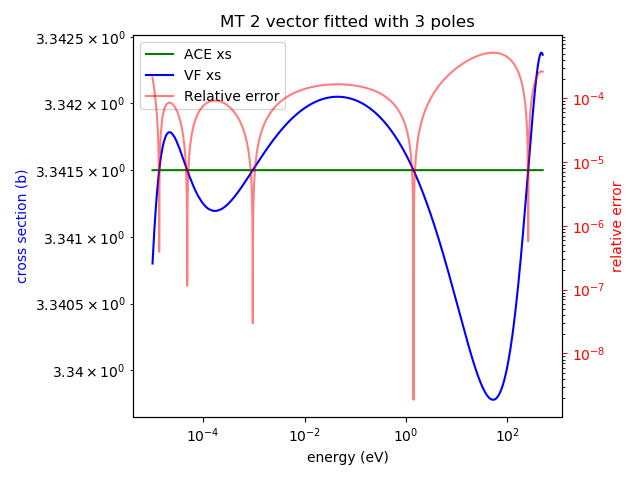 MT 2 vector fitted with 3 poles
ACE xs
VF xs
Relative error
3.3425 × 10⁰
3.342 × 10⁰
3.3415 × 10⁰
3.341 × 10⁰
3.3405 × 10⁰
3.34 × 10⁰
cross section (b)
10⁻⁴
10⁻⁵
10⁻⁶
10⁻⁷
10⁻⁸
relative error
10⁻⁴
10⁻²
10⁰
10²
energy (eV)